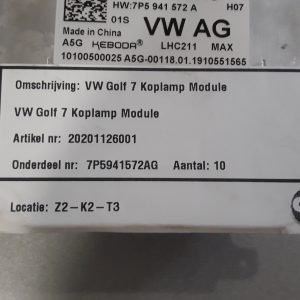 HW:7P5 941 572 A H07
01S VW AG
Made in China
A5G KEBODA LHC211 MAX
10100500025 A5G-00118.01.1910551565
Omschrijving: VW Golf 7 Koplamp Module
VW Golf 7 Koplamp Module
Artikel nr: 20201126001
Onderdeel nr: 7P5941572AG Aantal: 10
Locatie: Z2-K2-T3